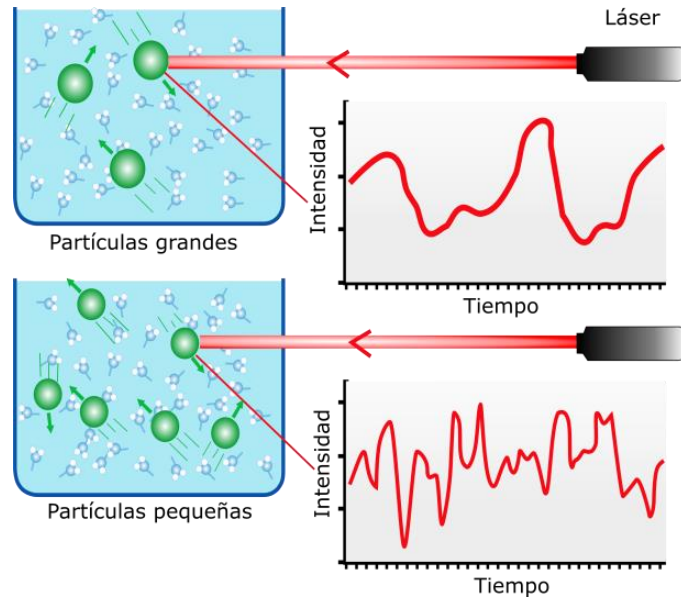 Láser
Intensidad
Partículas grandes
Tiempo
Intensidad
Partículas pequeñas
Tiempo